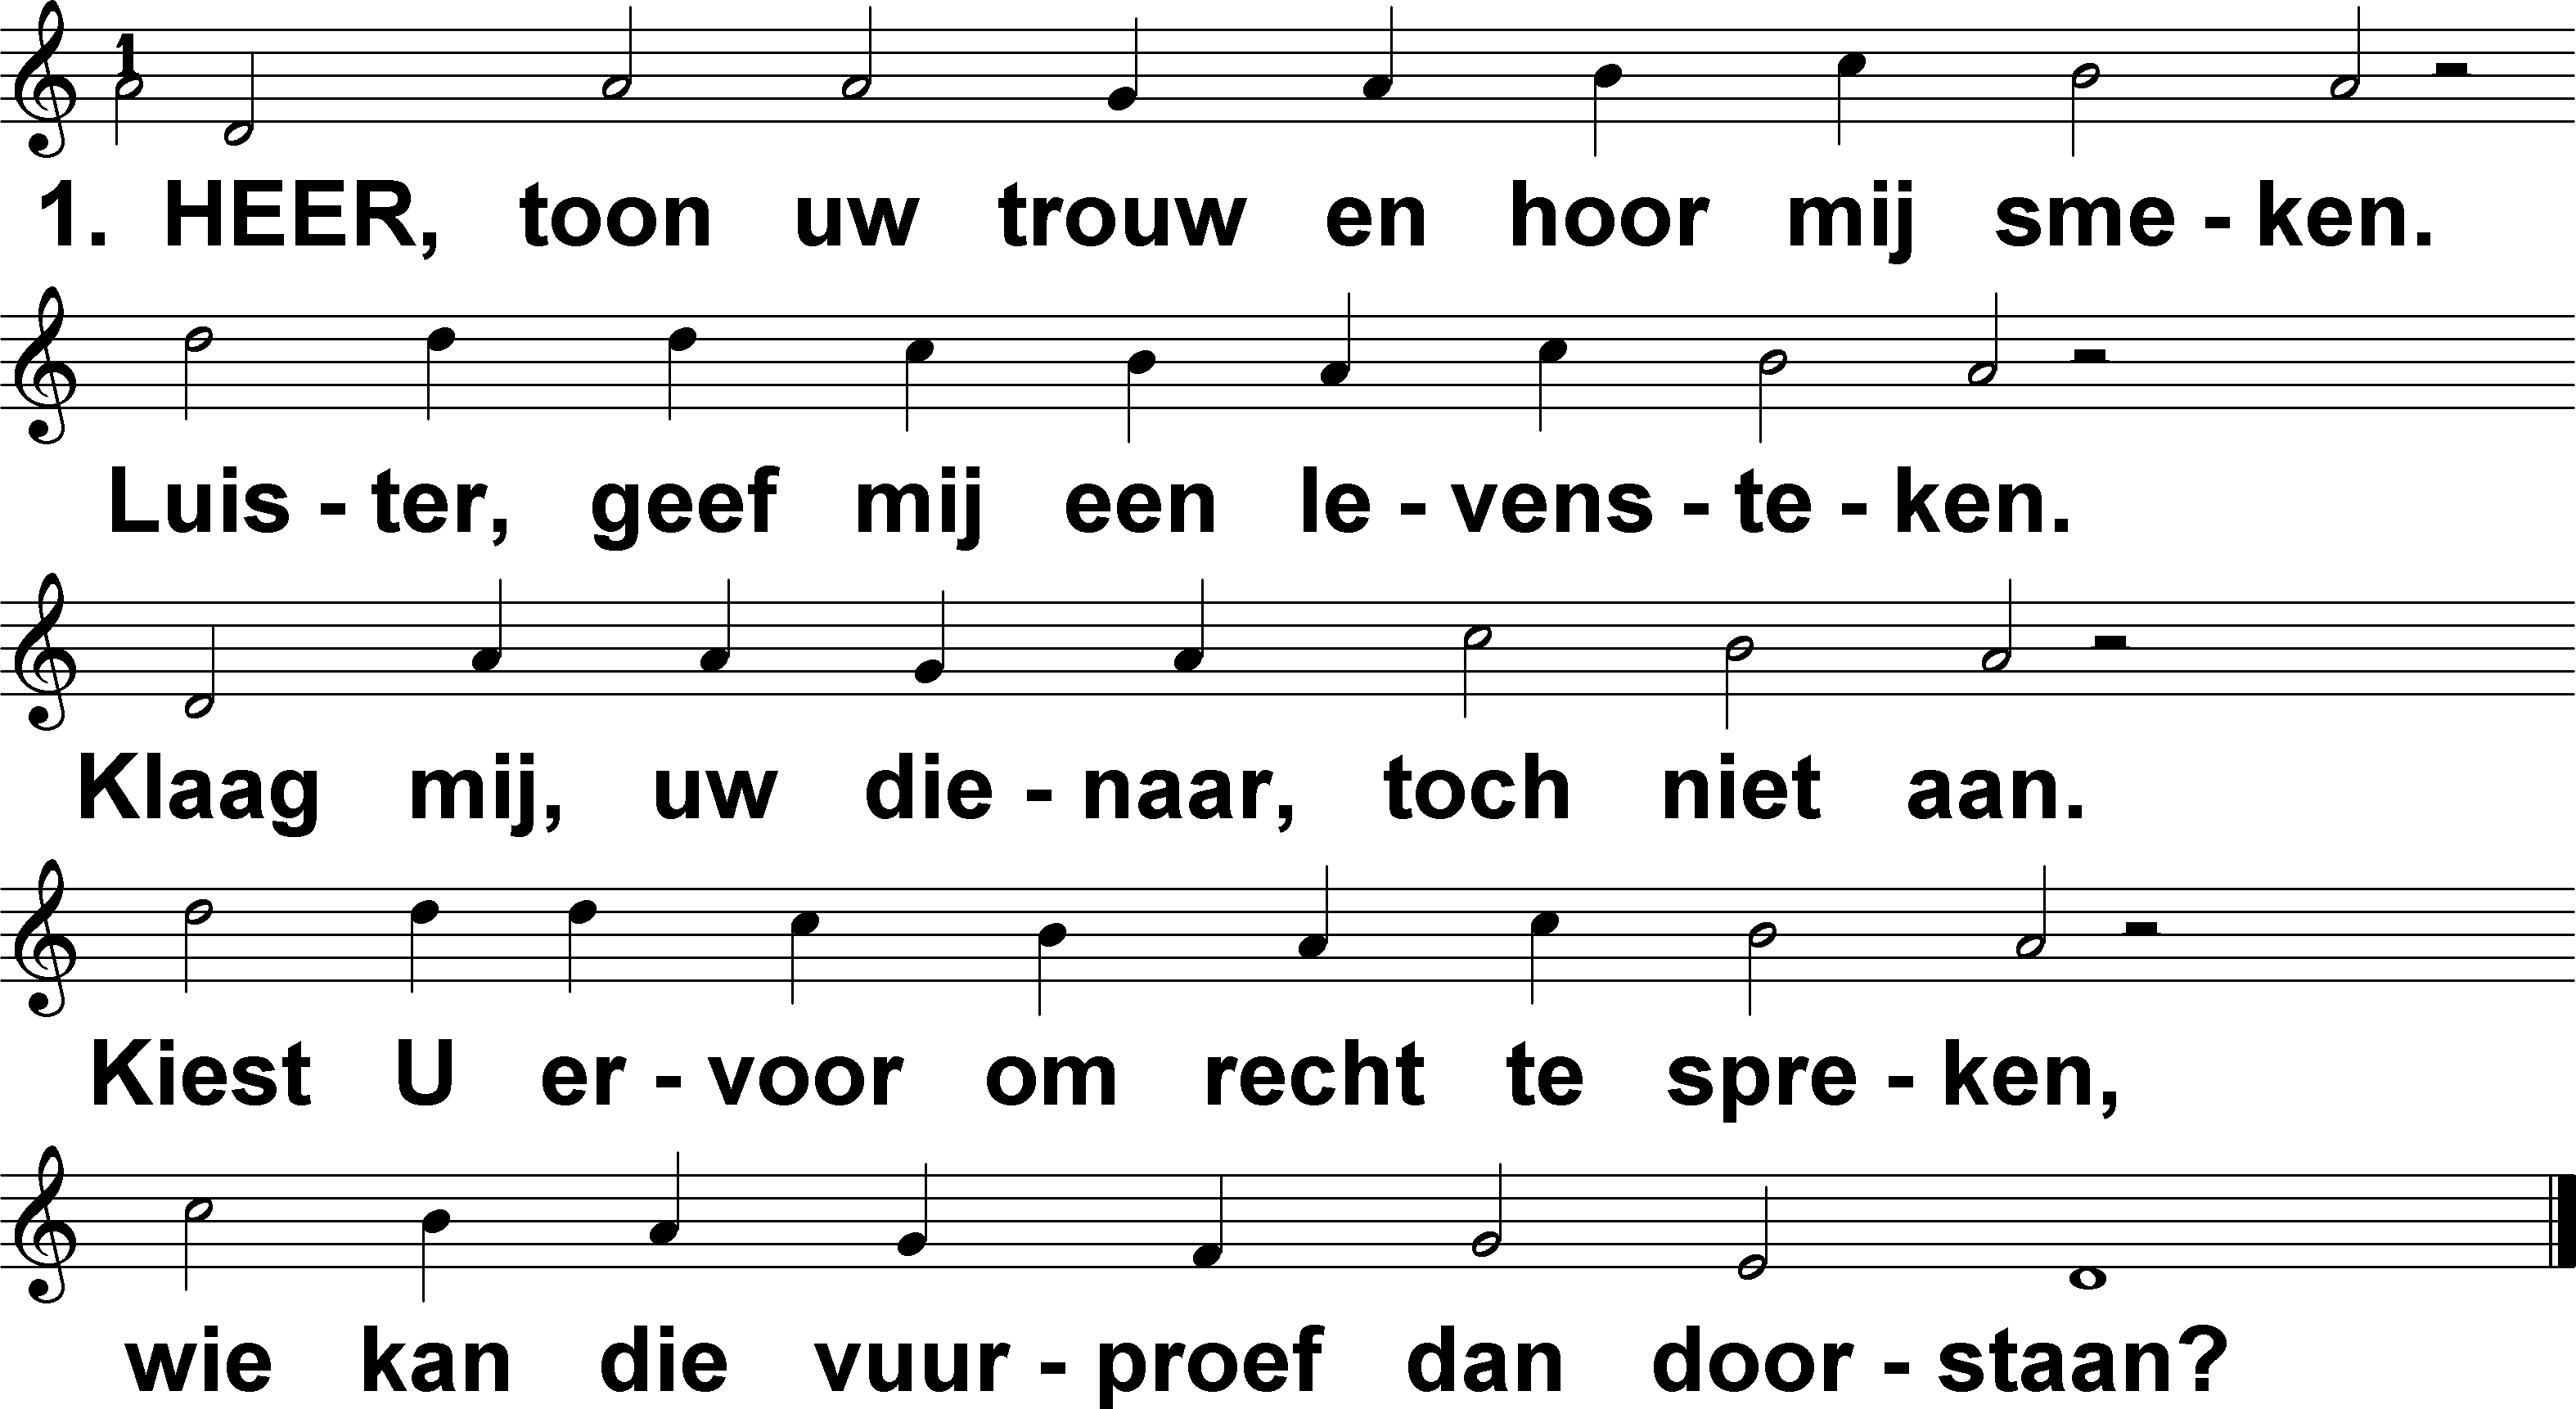 1
1. HEER, toon uw trouw en hoor mij sme - ken.
Luis - ter, geef mij een le - vens - te - ken.
Klaag mij, uw die - naar, toch niet aan.
Kiest U er - voor om recht te spre - ken,
wie kan die vuur - proef dan door - staan?